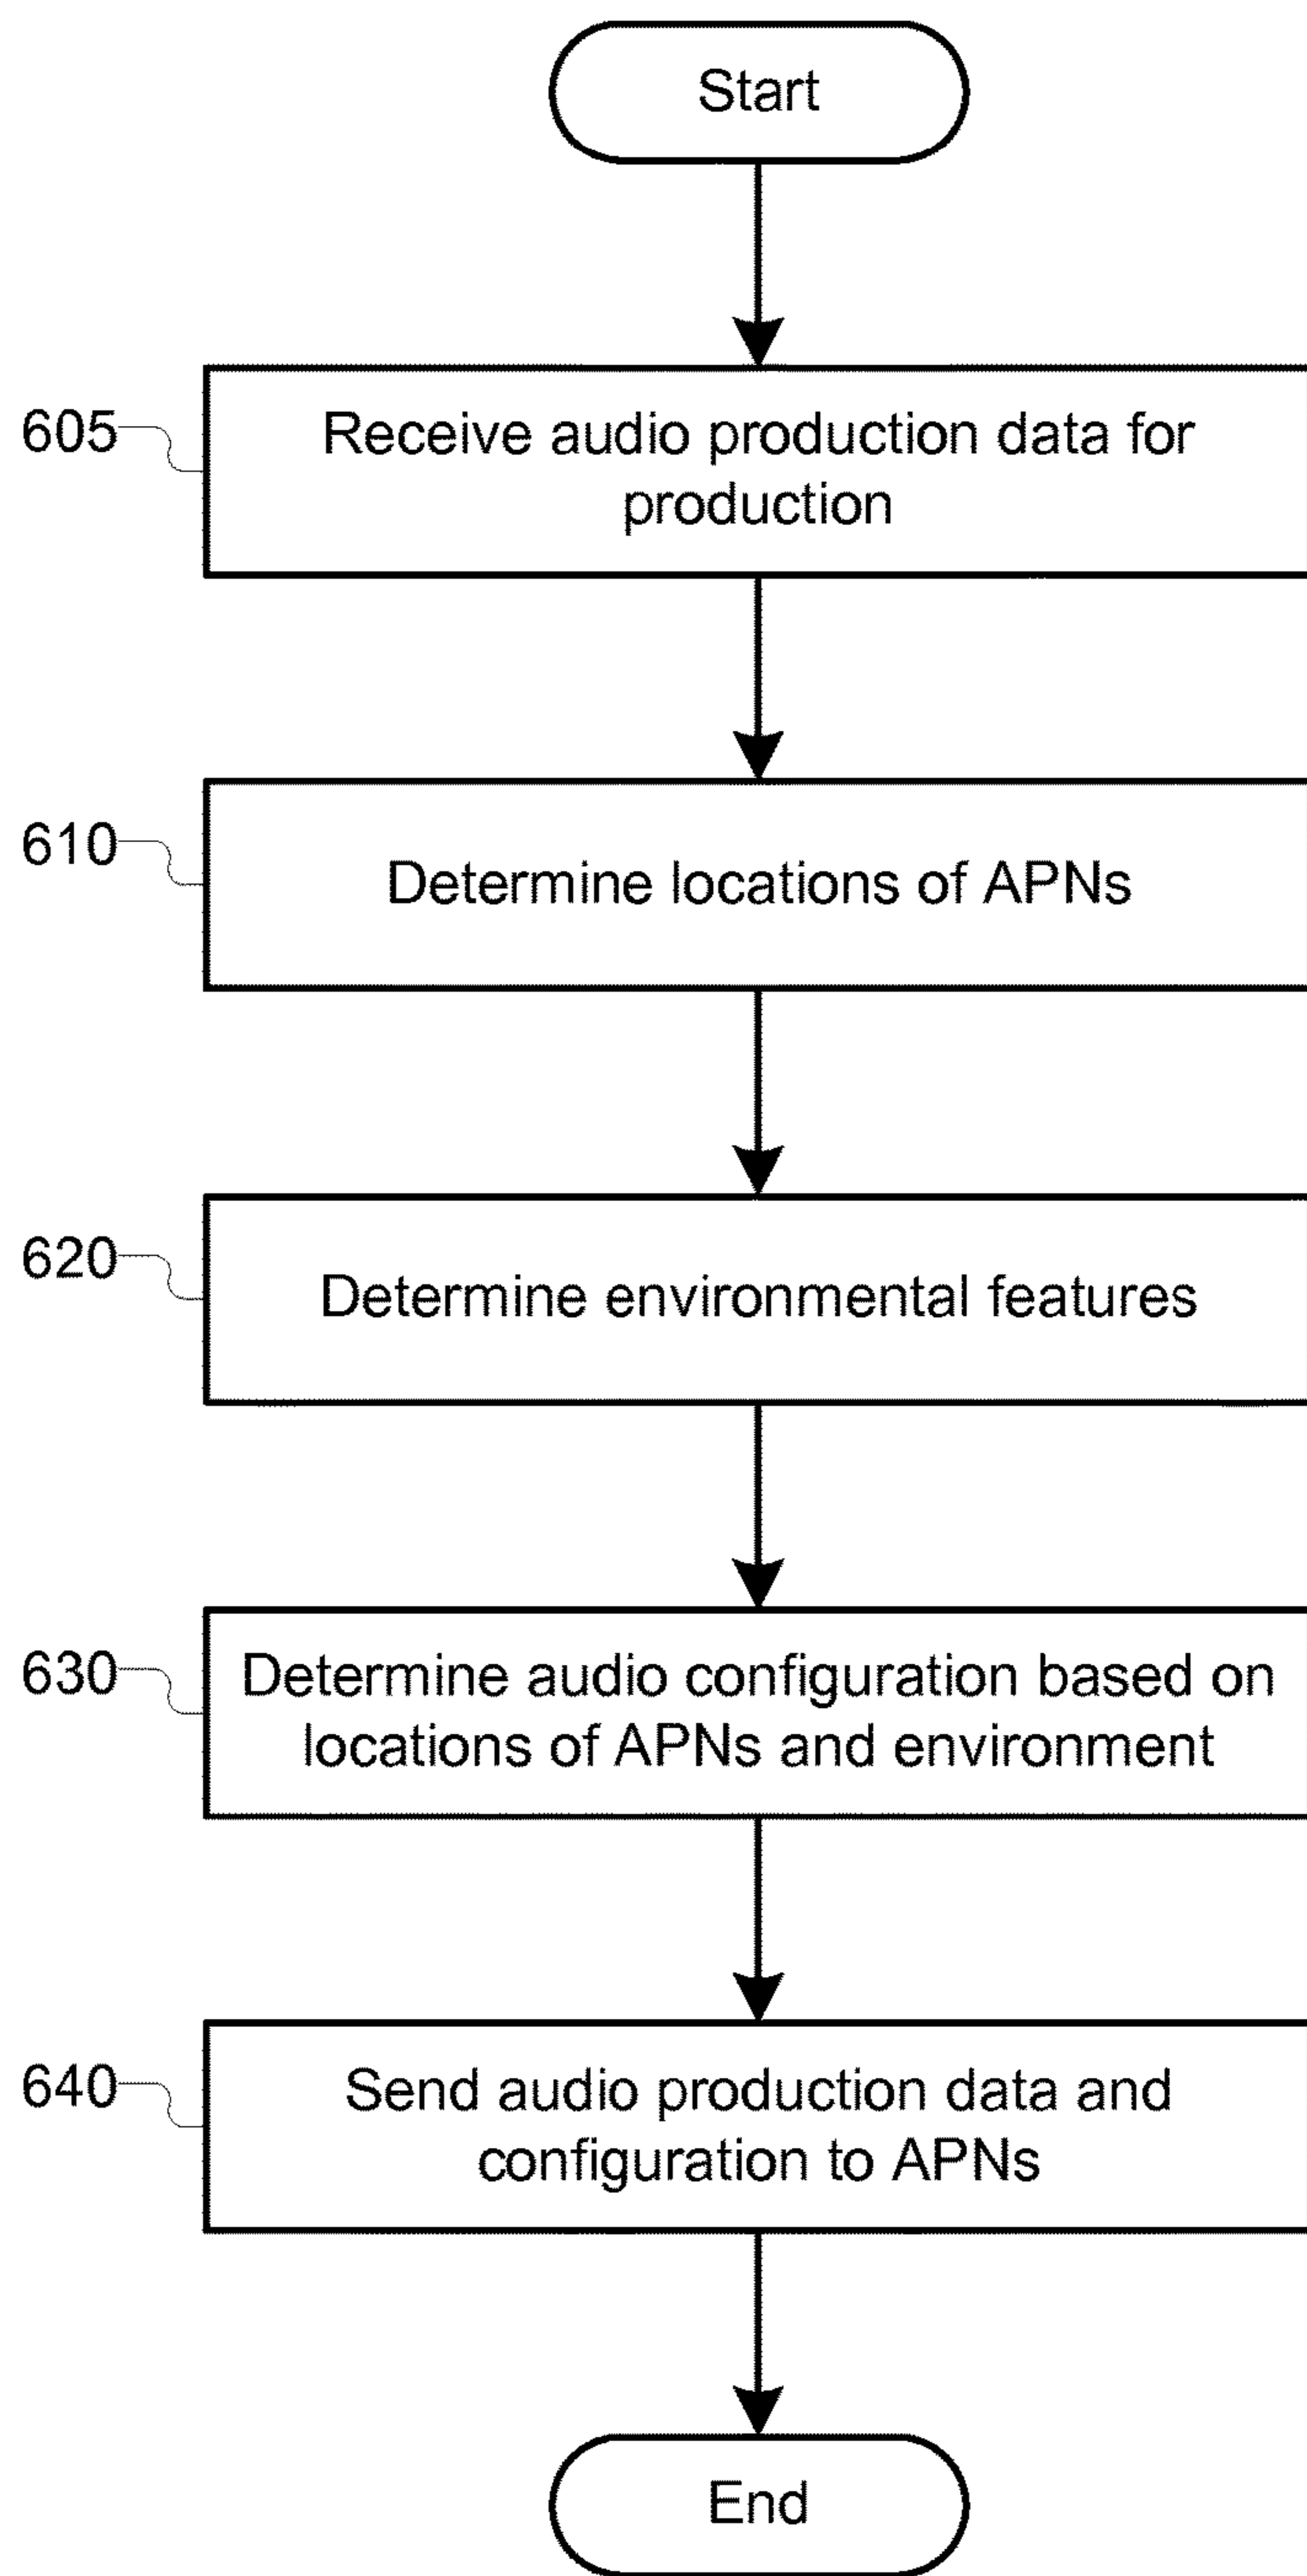 Start
605
Receive audio production data for
production
610
Determine locations of APNs
620
Determine environmental features
630
Determine audio configuration based on
locations of APNs and environment
640
Send audio production data and
configuration to APNs
End